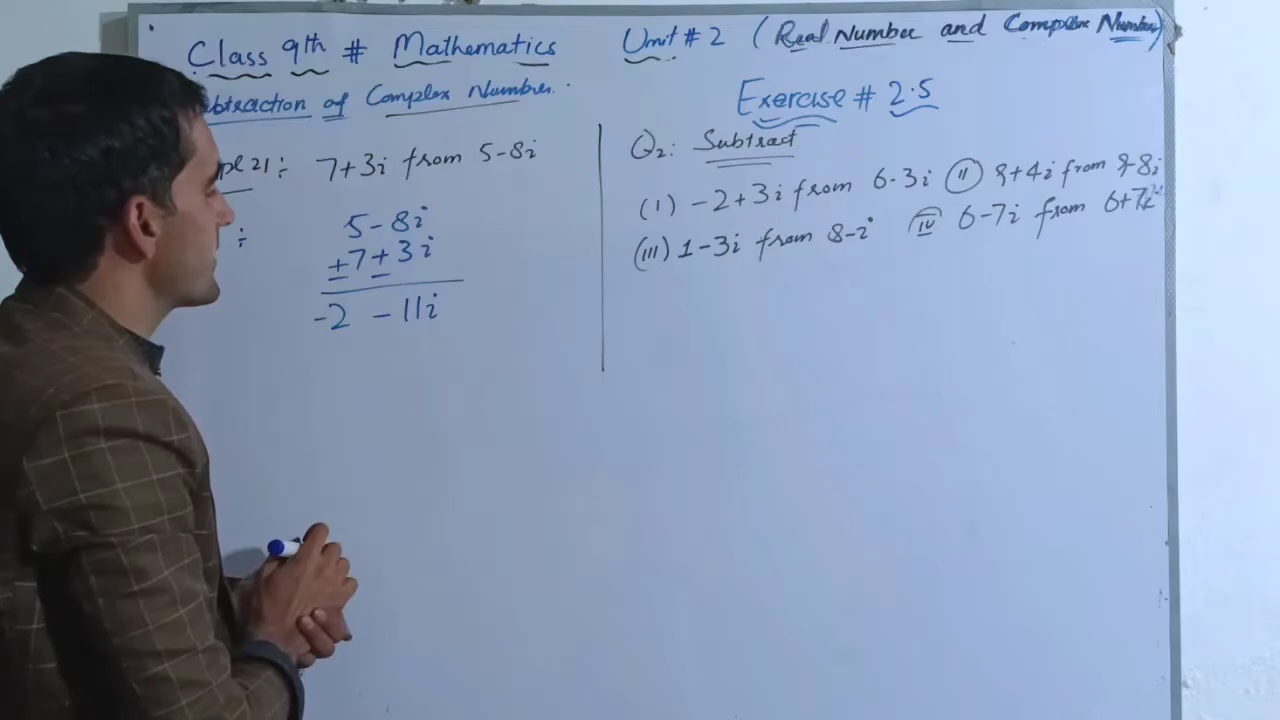 Class 9th # Mathematics
Unit # 2 ( Real Number and Complex Number)
btraction of Complex Number.
Exercise # 2.5
pl 21 : 7+3i from 5-8i
:
5 - 8i
±7 ± 3i
-2 - 11i
Q2: Subtract
(i) -2+3i from 6-3i (ii) 9+4i from 9-8i
(iii) 1-3i from 8-i (iv) 6-7i from 6+7i